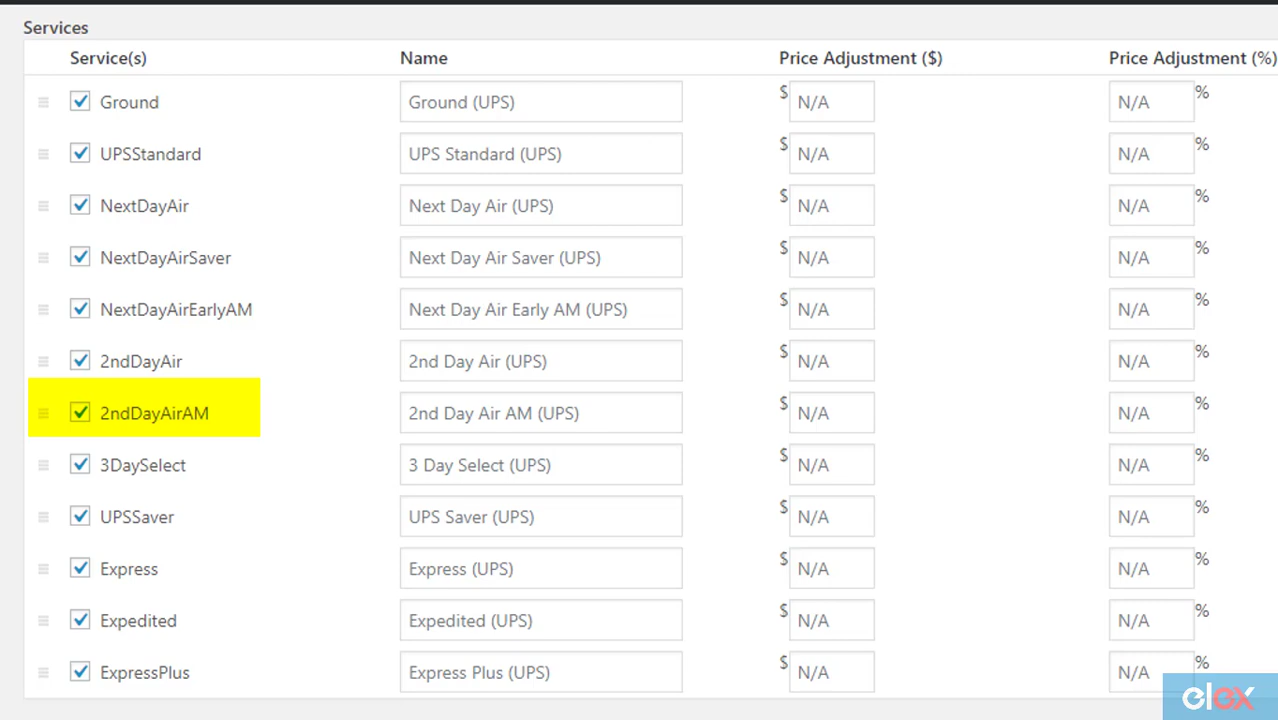 Services
Service(s) Name Price Adjustment ($) Price Adjustment (%)
Ground Ground (UPS) $ N/A N/A %
UPSStandard UPS Standard (UPS) $ N/A N/A %
NextDayAir Next Day Air (UPS) $ N/A N/A %
NextDayAirSaver Next Day Air Saver (UPS) $ N/A N/A %
NextDayAirEarlyAM Next Day Air Early AM (UPS) $ N/A N/A %
2ndDayAir 2nd Day Air (UPS) $ N/A N/A %
2ndDayAirAM 2nd Day Air AM (UPS) $ N/A N/A %
3DaySelect 3 Day Select (UPS) $ N/A N/A %
UPSSaver UPS Saver (UPS) $ N/A N/A %
Express Express (UPS) $ N/A N/A %
Expedited Expedited (UPS) $ N/A N/A %
ExpressPlus Express Plus (UPS) $ N/A N/A %
elex